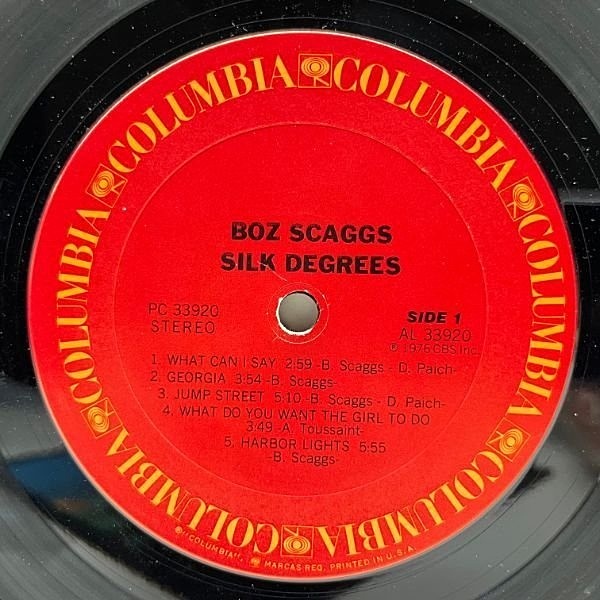 COLUMBIA COLUMBIA COLUMBIA COLUMBIA COLUMBIA COLUMBIA
BOZ SCAGGS
SILK DEGREES
PC 33920
STEREO
SIDE 1
AL 33920
℗ 1976 CBS Inc.
1. WHAT CAN I SAY 2:59 -B. Scaggs - D. Paich-
2. GEORGIA 3:54 -B. Scaggs-
3. JUMP STREET 5:10 -B. Scaggs - D. Paich-
4. WHAT DO YOU WANT THE GIRL TO DO
3:49 -A. Toussaint-
5. HARBOR LIGHTS 5:55
-B. Scaggs-
®"COLUMBIA", MARCAS REG. PRINTED IN U.S.A.